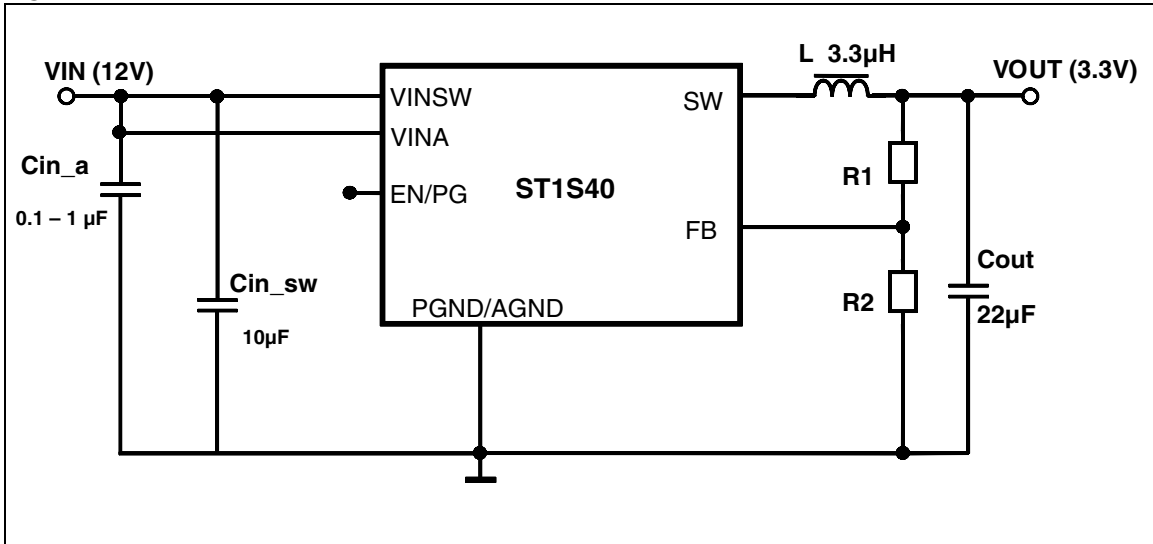 VIN (12V)
Cin_a
0.1 – 1 µF
Cin_sw
10µF
VINSW
VINA
EN/PG
ST1S40
PGND/AGND
SW
FB
L 3.3µH
VOUT (3.3V)
R1
R2
Cout
22µF